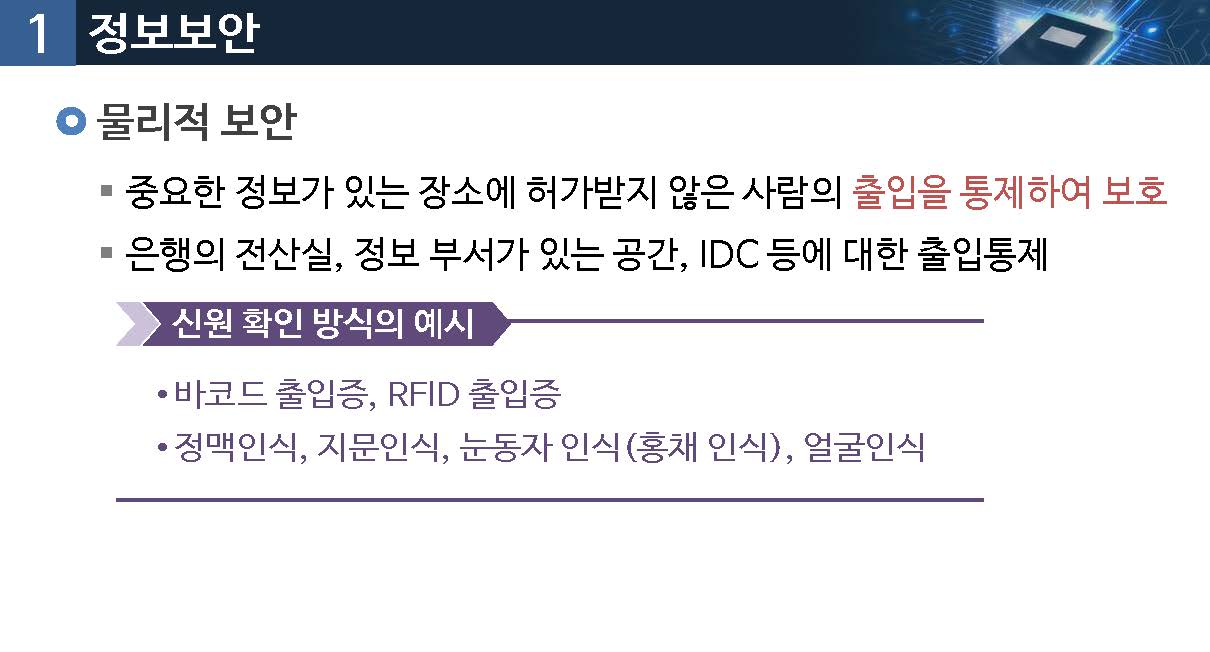 1 정보보안
물리적 보안
▪ 중요한 정보가 있는 장소에 허가받지 않은 사람의 출입을 통제하여 보호
▪ 은행의 전산실, 정보 부서가 있는 공간, IDC 등에 대한 출입통제
신원 확인 방식의 예시
•바코드 출입증, RFID 출입증
•정맥인식, 지문인식, 눈동자 인식(홍채 인식), 얼굴인식